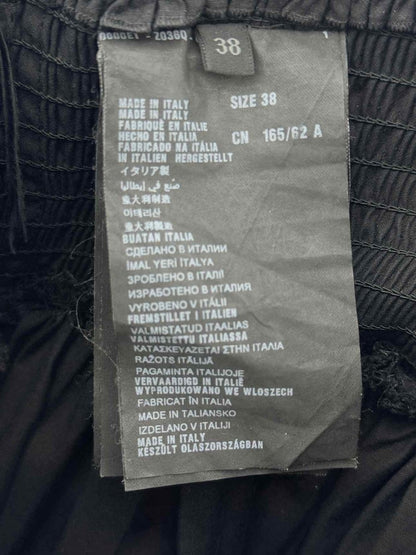 38
1
MADE IN ITALY SIZE 38
MADE IN ITALY
FABRIQUÉ EN ITALIE
HECHO EN ITALIA CN 165/62 A
FABRICADO NA ITÁLIA
IN ITALIEN HERGESTELLT
イタリア製
صنع في إيطاليا
意大利制造
이태리산
意大利製造
BUATAN ITALIA
СДЕЛАНО В ИТАЛИИ
İMAL YERİ İTALYA
ЗРОБЛЕНО В ІТАЛІЇ
ИЗРАБОТЕНО В ИТАЛИЯ
VYROBENO V ITÁLII
FREMSTILLET I ITALIEN
VALMISTATUD ITAALIAS
VALMISTETTU ITALIASSA
ΚΑΤΑΣΚΕΥΑΖΕΤΑΙ ΣΤΗΝ ΙΤΑΛΙΑ
RAŽOTS ITĀLIJĀ
PAGAMINTA ITALIJOJE
VERVAARDIGD IN ITALIË
WYPRODUKOWANO WE WŁOSZECH
FABRICAT ÎN ITALIA
MADE IN TALIANSKO
IZDELANO V ITALIJI
MADE IN ITALY
KÉSZÜLT OLASZORSZÁGBAN